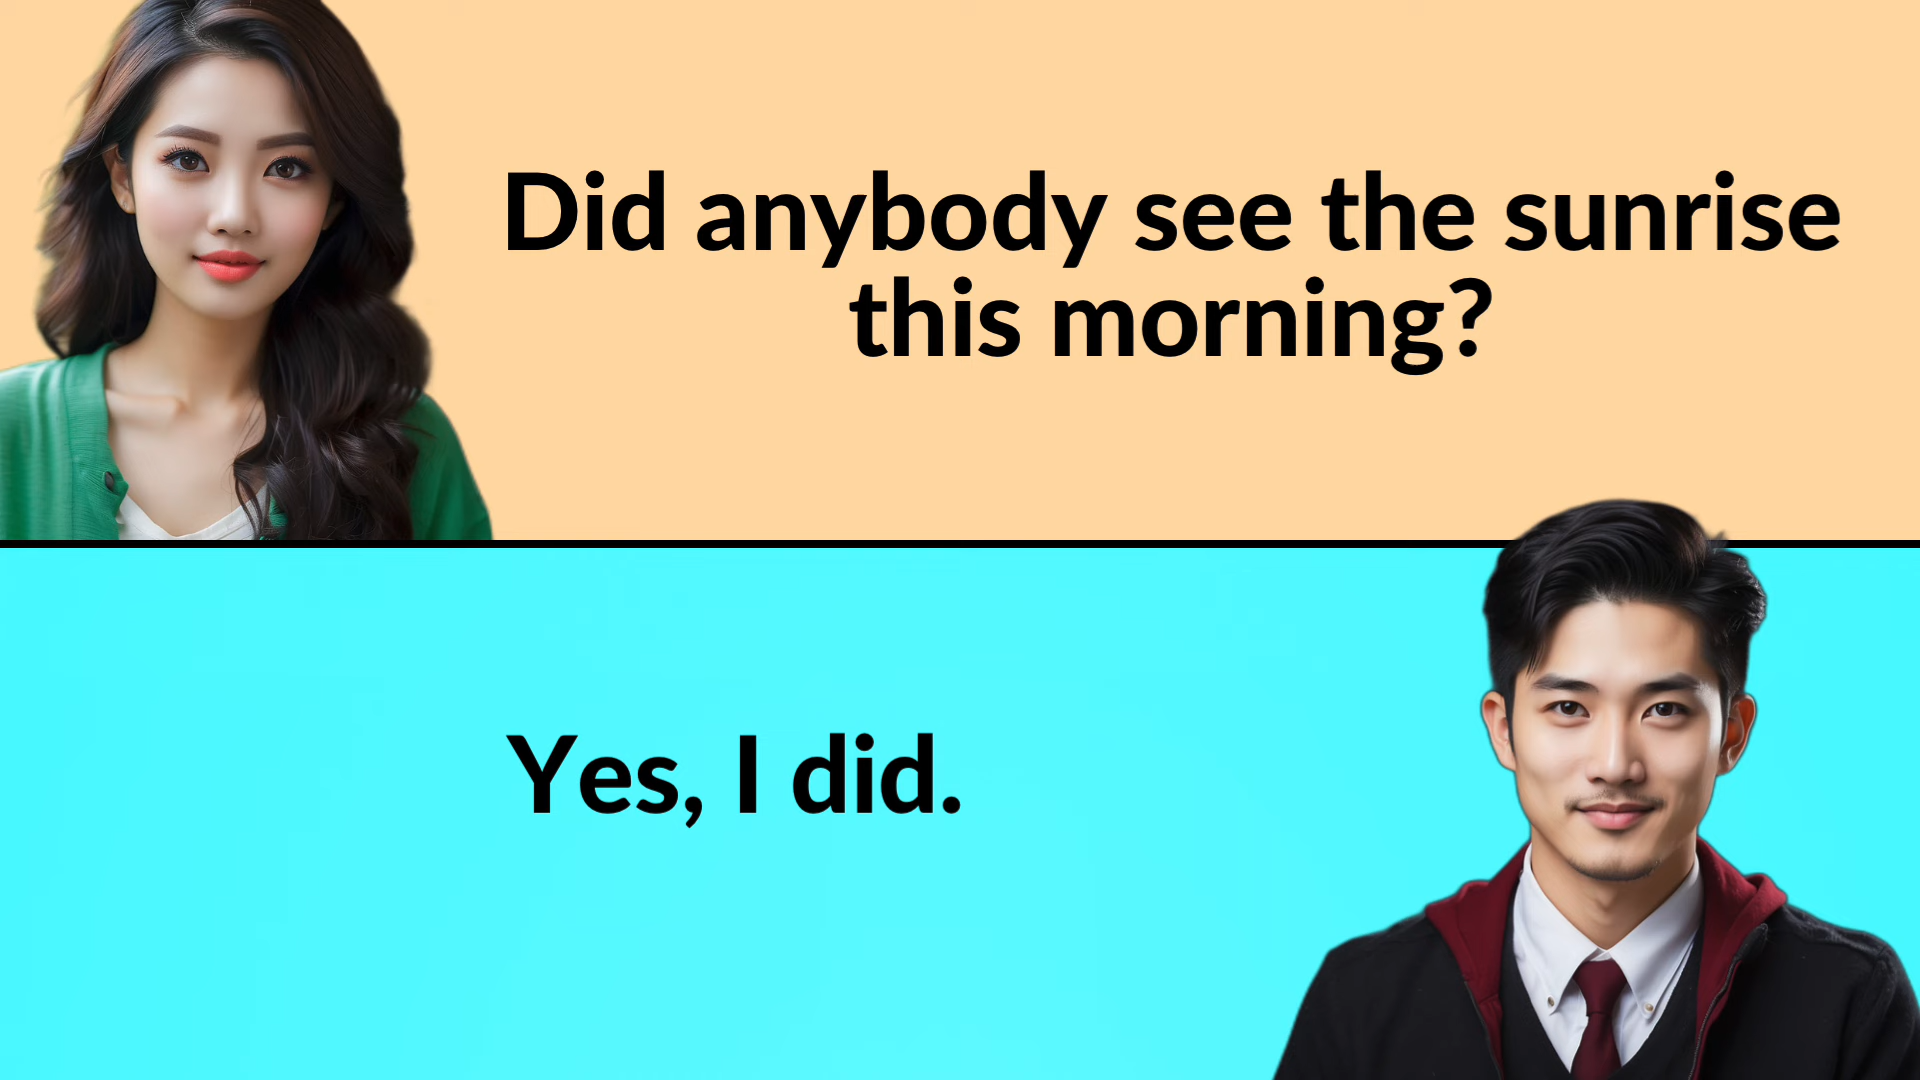 Did anybody see the sunrise
this morning?
Yes, I did.